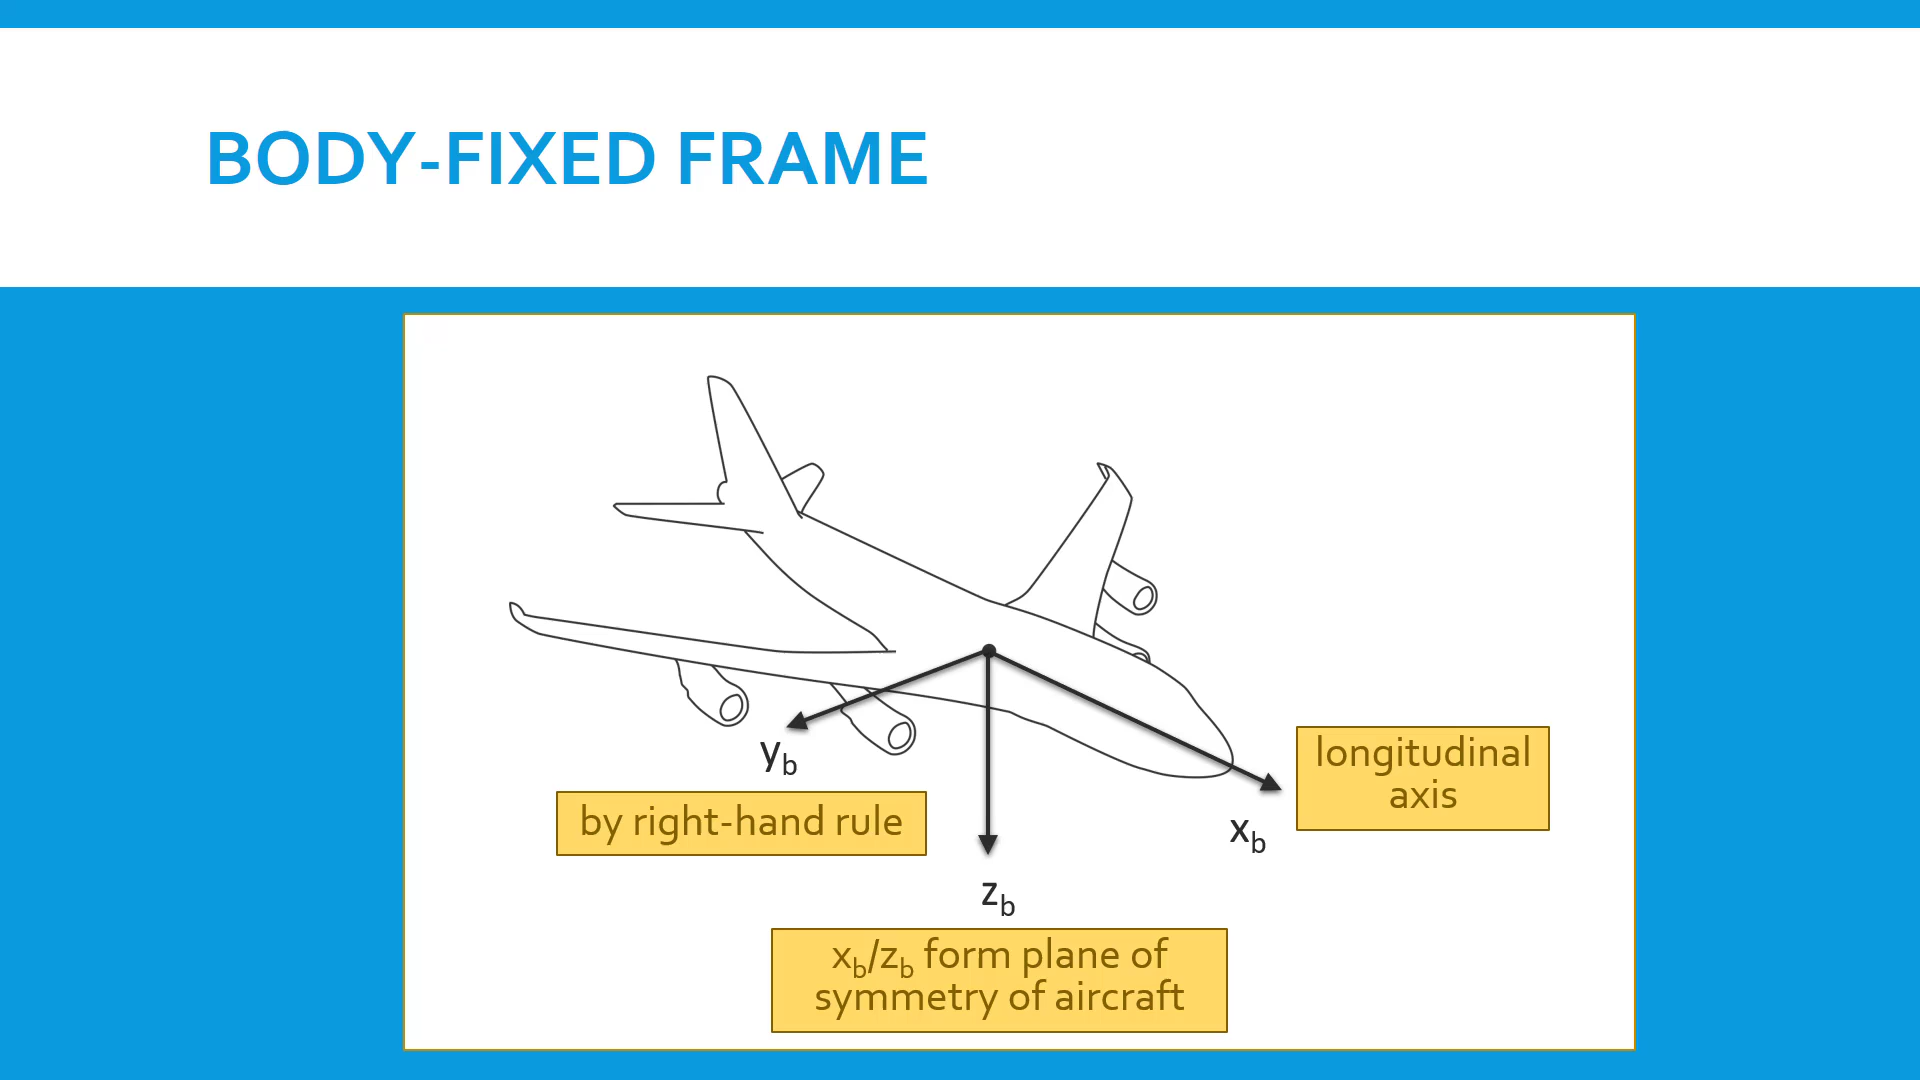 BODY-FIXED FRAME
longitudinal
axis
y_b
x_b
by right-hand rule
z_b
x_b/z_b form plane of
symmetry of aircraft